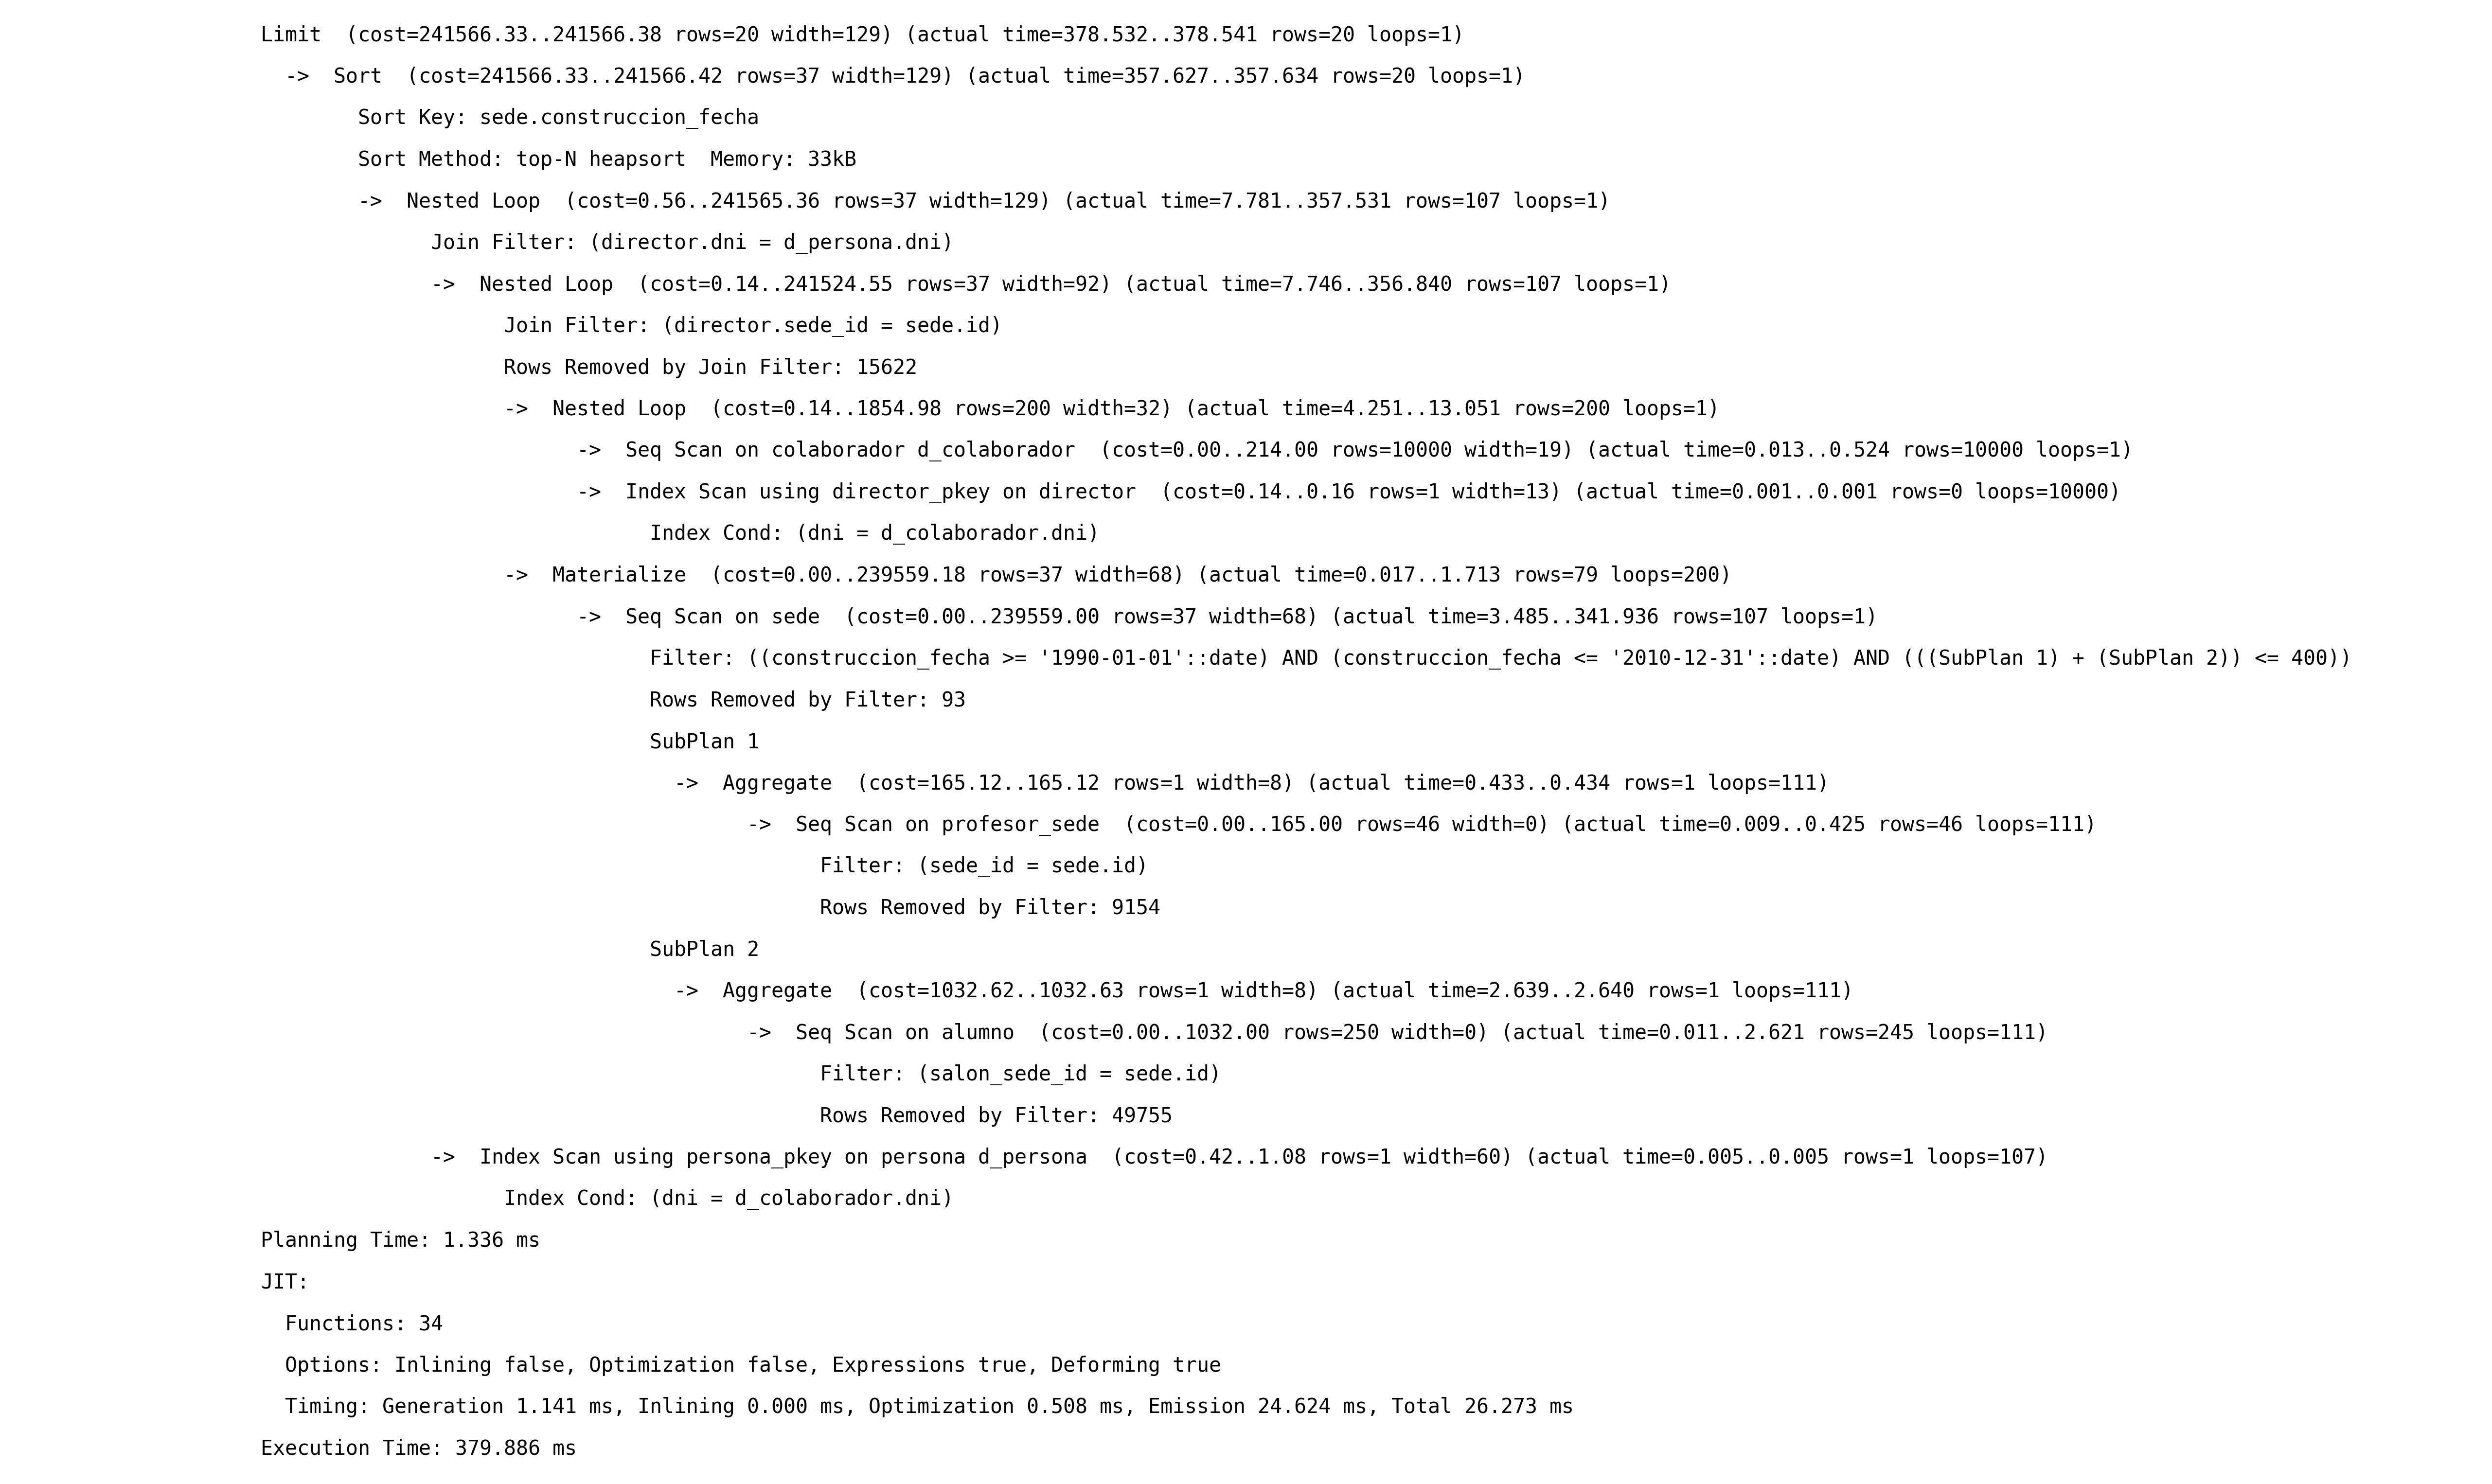 Limit  (cost=241566.33..241566.38 rows=20 width=129) (actual time=378.532..378.541 rows=20 loops=1)
  ->  Sort  (cost=241566.33..241566.42 rows=37 width=129) (actual time=357.627..357.634 rows=20 loops=1)
        Sort Key: sede.construccion_fecha
        Sort Method: top-N heapsort  Memory: 33kB
        ->  Nested Loop  (cost=0.56..241565.36 rows=37 width=129) (actual time=7.781..357.531 rows=107 loops=1)
              Join Filter: (director.dni = d_persona.dni)
              ->  Nested Loop  (cost=0.14..241524.55 rows=37 width=92) (actual time=7.746..356.840 rows=107 loops=1)
                    Join Filter: (director.sede_id = sede.id)
                    Rows Removed by Join Filter: 15622
                    ->  Nested Loop  (cost=0.14..1854.98 rows=200 width=32) (actual time=4.251..13.051 rows=200 loops=1)
                          ->  Seq Scan on colaborador d_colaborador  (cost=0.00..214.00 rows=10000 width=19) (actual time=0.013..0.524 rows=10000 loops=1)
                          ->  Index Scan using director_pkey on director  (cost=0.14..0.16 rows=1 width=13) (actual time=0.001..0.001 rows=0 loops=10000)
                                Index Cond: (dni = d_colaborador.dni)
                    ->  Materialize  (cost=0.00..239559.18 rows=37 width=68) (actual time=0.017..1.713 rows=79 loops=200)
                          ->  Seq Scan on sede  (cost=0.00..239559.00 rows=37 width=68) (actual time=3.485..341.936 rows=107 loops=1)
                                Filter: ((construccion_fecha >= '1990-01-01'::date) AND (construccion_fecha <= '2010-12-31'::date) AND (((SubPlan 1) + (SubPlan 2)) <= 400))
                                Rows Removed by Filter: 93
                                SubPlan 1
                                  ->  Aggregate  (cost=165.12..165.12 rows=1 width=8) (actual time=0.433..0.434 rows=1 loops=111)
                                        ->  Seq Scan on profesor_sede  (cost=0.00..165.00 rows=46 width=0) (actual time=0.009..0.425 rows=46 loops=111)
                                              Filter: (sede_id = sede.id)
                                              Rows Removed by Filter: 9154
                                SubPlan 2
                                  ->  Aggregate  (cost=1032.62..1032.63 rows=1 width=8) (actual time=2.639..2.640 rows=1 loops=111)
                                        ->  Seq Scan on alumno  (cost=0.00..1032.00 rows=250 width=0) (actual time=0.011..2.621 rows=245 loops=111)
                                              Filter: (salon_sede_id = sede.id)
                                              Rows Removed by Filter: 49755
              ->  Index Scan using persona_pkey on persona d_persona  (cost=0.42..1.08 rows=1 width=60) (actual time=0.005..0.005 rows=1 loops=107)
                    Index Cond: (dni = d_colaborador.dni)
Planning Time: 1.336 ms
JIT:
  Functions: 34
  Options: Inlining false, Optimization false, Expressions true, Deforming true
  Timing: Generation 1.141 ms, Inlining 0.000 ms, Optimization 0.508 ms, Emission 24.624 ms, Total 26.273 ms
Execution Time: 379.886 ms